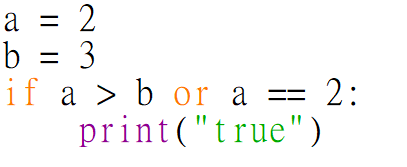 a = 2
b = 3
if a > b or a == 2:
    print("true")